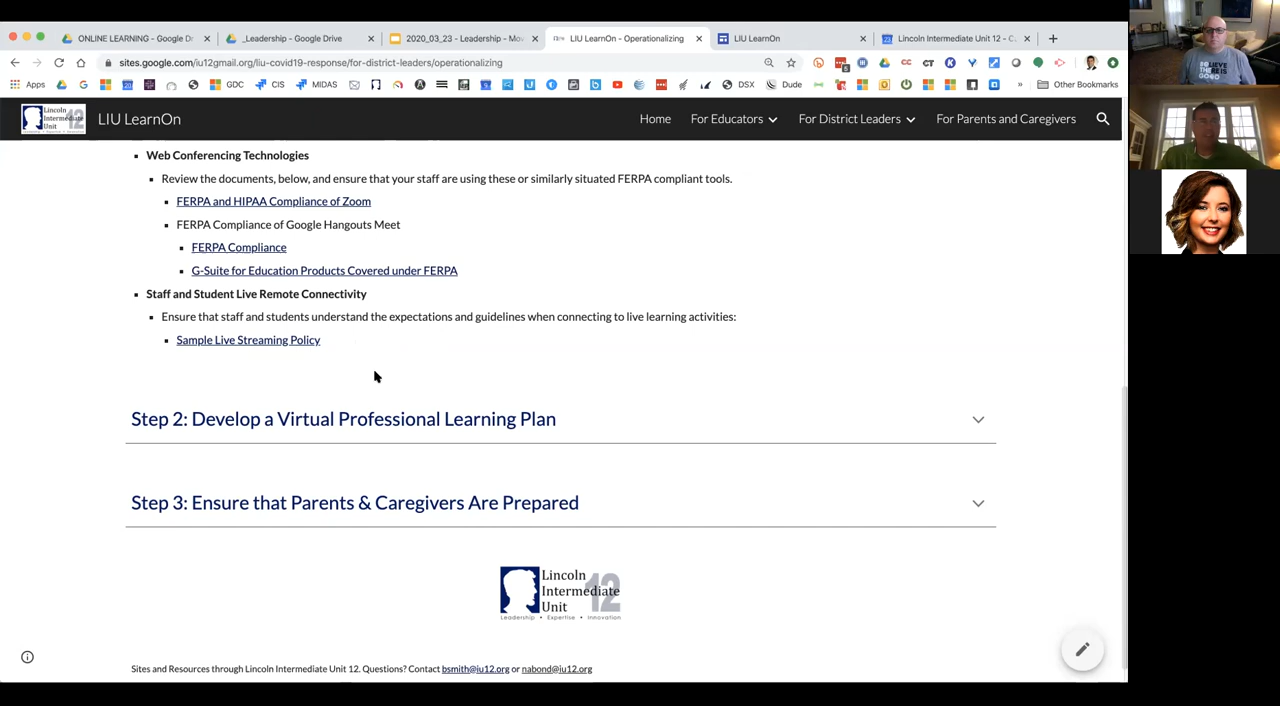 ONLINE LEARNING - Google Dr
_Leadership - Google Drive
2020_03_23 - Leadership - Mov
LIU LearnOn - Operationalizing
LIU LearnOn
Lincoln Intermediate Unit 12 - C
sites.google.com/iu12gmail.org/liu-covid19-response/for-district-leaders/operationalizing
Apps
GDC
CIS
MIDAS
DSX
Dude
Other Bookmarks
Lincoln
Intermediate
Unit
12
LIU LearnOn
Home
For Educators
For District Leaders
For Parents and Caregivers
Web Conferencing Technologies
Review the documents, below, and ensure that your staff are using these or similarly situated FERPA compliant tools.
FERPA and HIPAA Compliance of Zoom
FERPA Compliance of Google Hangouts Meet
FERPA Compliance
G-Suite for Education Products Covered under FERPA
Staff and Student Live Remote Connectivity
Ensure that staff and students understand the expectations and guidelines when connecting to live learning activities:
Sample Live Streaming Policy
Step 2: Develop a Virtual Professional Learning Plan
Step 3: Ensure that Parents & Caregivers Are Prepared
Lincoln
Intermediate
Unit
12
Leadership • Expertise • Innovation
Sites and Resources through Lincoln Intermediate Unit 12. Questions? Contact bsmith@iu12.org or nabond@iu12.org